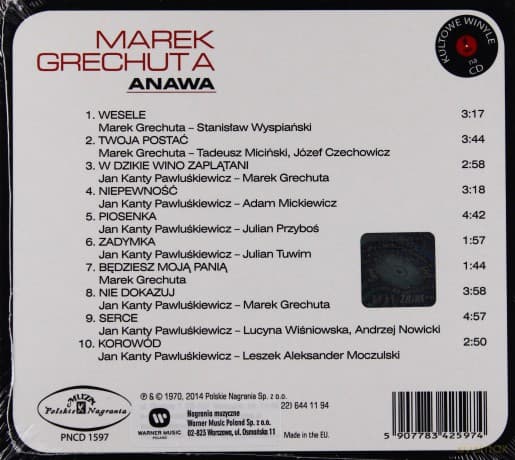 MAREK
GRECHUTA
ANAWA
KULTOWE WINYLE
na
CD
1. WESELE 3:17
Marek Grechuta – Stanisław Wyspiański
2. TWOJA POSTAĆ 3:44
Marek Grechuta – Tadeusz Miciński, Józef Czechowicz
3. W DZIKIE WINO ZAPLĄTANI 2:58
Jan Kanty Pawluśkiewicz – Marek Grechuta
4. NIEPEWNOŚĆ 3:18
Jan Kanty Pawluśkiewicz – Adam Mickiewicz
5. PIOSENKA 4:42
Jan Kanty Pawluśkiewicz – Julian Przyboś
6. ZADYMKA 1:57
Jan Kanty Pawluśkiewicz – Julian Tuwim
7. BĘDZIESZ MOJĄ PANIĄ 1:44
Marek Grechuta
8. NIE DOKAZUJ 3:58
Jan Kanty Pawluśkiewicz – Marek Grechuta
9. SERCE 4:57
Jan Kanty Pawluśkiewicz – Lucyna Wiśniowska, Andrzej Nowicki
10. KOROWÓD 2:50
Jan Kanty Pawluśkiewicz – Leszek Aleksander Moczulski
MUZA
Polskie Nagrania
PNCD 1597
℗ & © 1970, 2014 Polskie Nagrania Sp. z o.o.
WARNER MUSIC
POLAND
Nagrania muzyczne
Warner Music Poland Sp. z o.o.
02-825 Warszawa, ul. Osmańska 11
22) 644 11 94
Made in the EU.
5 907783 425974